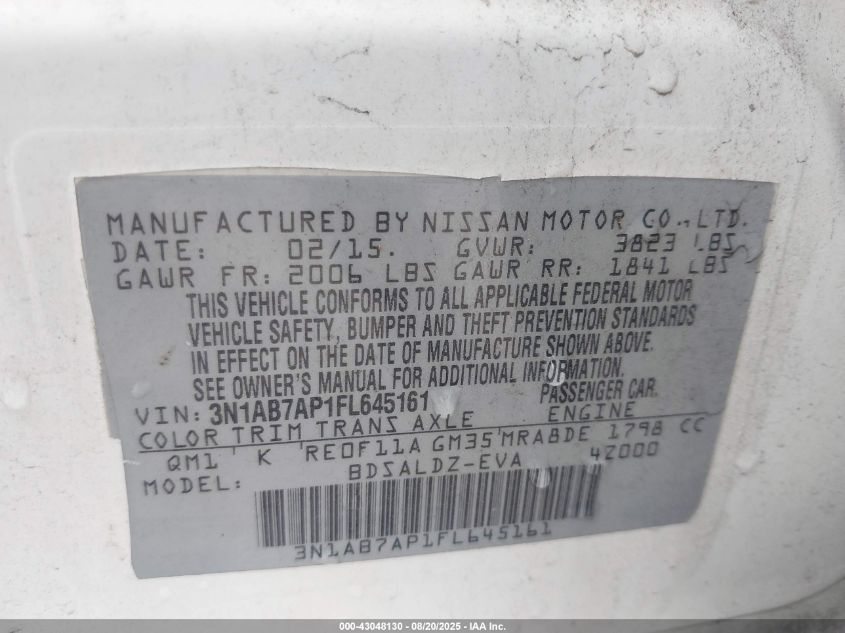 MANUFACTURED BY NISSAN MOTOR CO., LTD.
DATE: 02/15. GVWR: 3823 LBS
GAWR FR: 2006 LBS GAWR RR: 1841 LBS
THIS VEHICLE CONFORMS TO ALL APPLICABLE FEDERAL MOTOR
VEHICLE SAFETY, BUMPER AND THEFT PREVENTION STANDARDS
IN EFFECT ON THE DATE OF MANUFACTURE SHOWN ABOVE.
SEE OWNER'S MANUAL FOR ADDITIONAL INFORMATION.
VIN: 3N1AB7AP1FL645161 PASSENGER CAR.
COLOR TRIM TRANS AXLE ENGINE
QM1 K RE0F11A GM35 MRA8DE 1798 CC
MODEL: BDSALDZ-EVA 4Z000
3N1AB7AP1FL645161
000-43048130 - 08/20/2025 - IAA Inc.